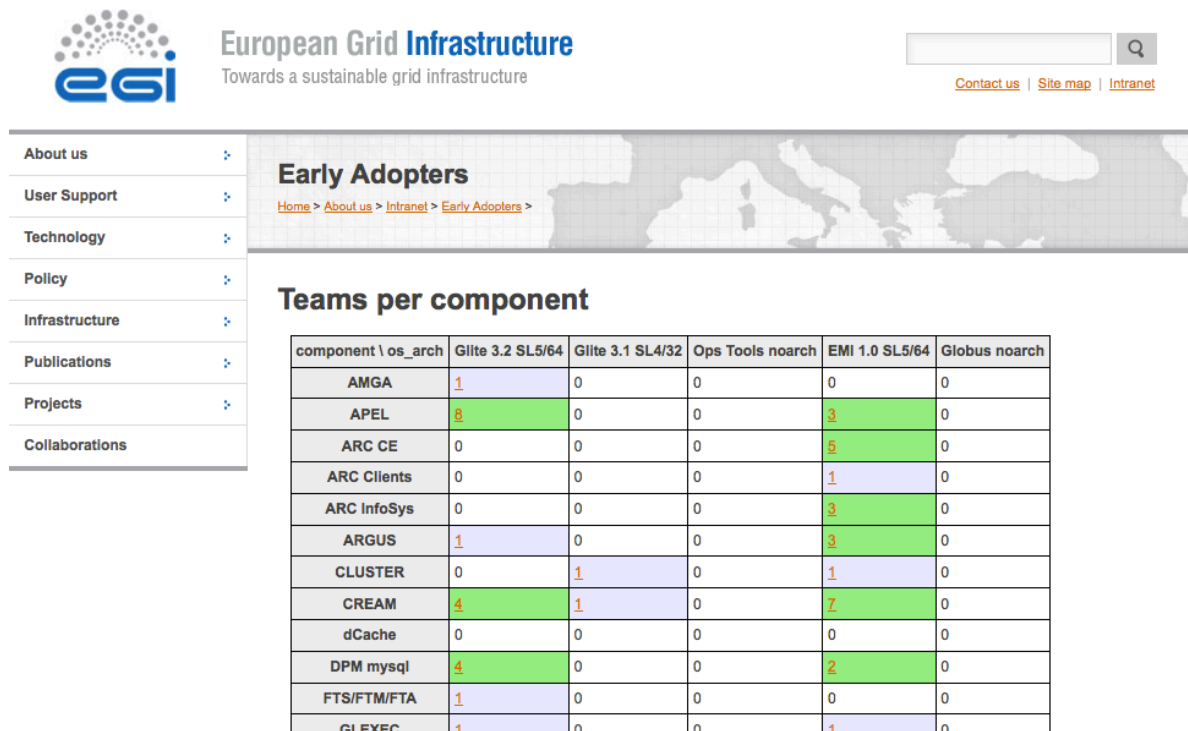 egi
European Grid Infrastructure
Towards a sustainable grid infrastructure
Contact us | Site map | Intranet
About us
User Support
Technology
Policy
Infrastructure
Publications
Projects
Collaborations
Early Adopters
Home > About us > Intranet > Early Adopters >
Teams per component
component \ os_arch Glite 3.2 SL5/64 Glite 3.1 SL4/32 Ops Tools noarch EMI 1.0 SL5/64 Globus noarch
AMGA 1 0 0 0 0
APEL 8 0 0 3 0
ARC CE 0 0 0 5 0
ARC Clients 0 0 0 1 0
ARC InfoSys 0 0 0 3 0
ARGUS 1 0 0 3 0
CLUSTER 0 1 0 1 0
CREAM 4 1 0 7 0
dCache 0 0 0 0 0
DPM mysql 4 0 0 2 0
FTS/FTM/FTA 1 0 0 0 0
GLEXEC 1 0 0 1 0